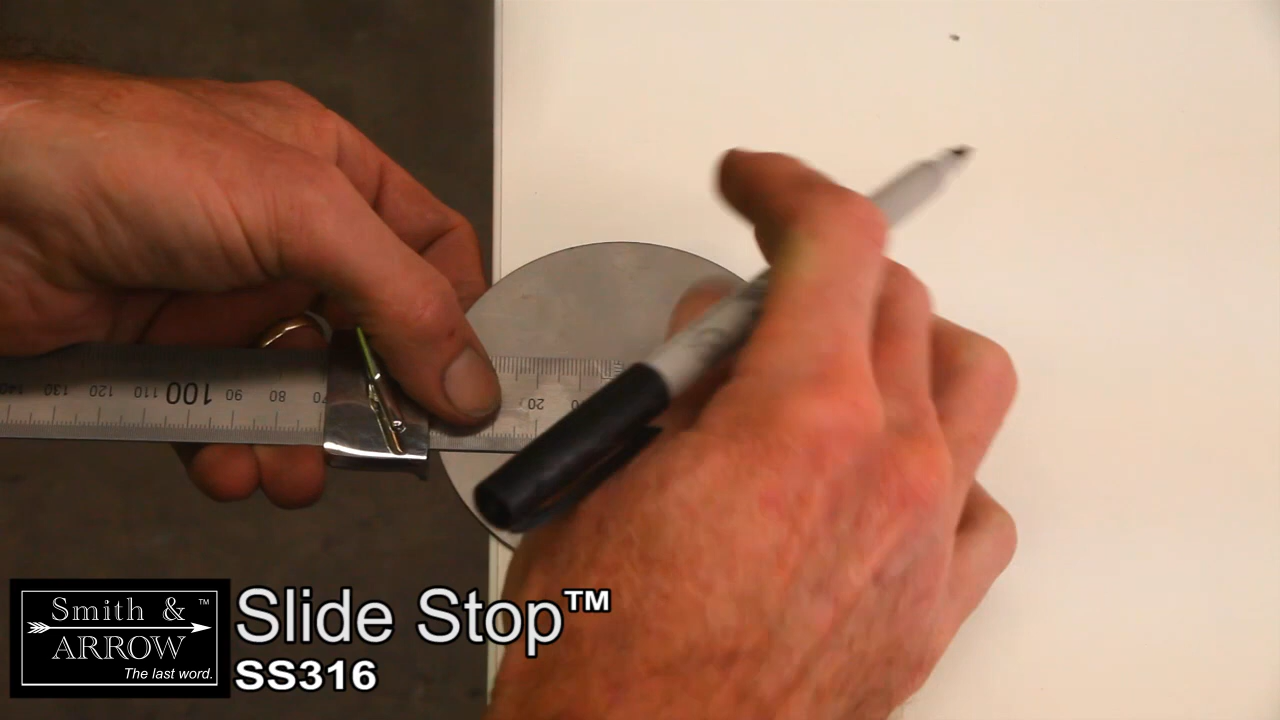 140 130 120 110 100 90 80 70 20
Smith & ™
ARROW
The last word.
Slide Stop™
SS316